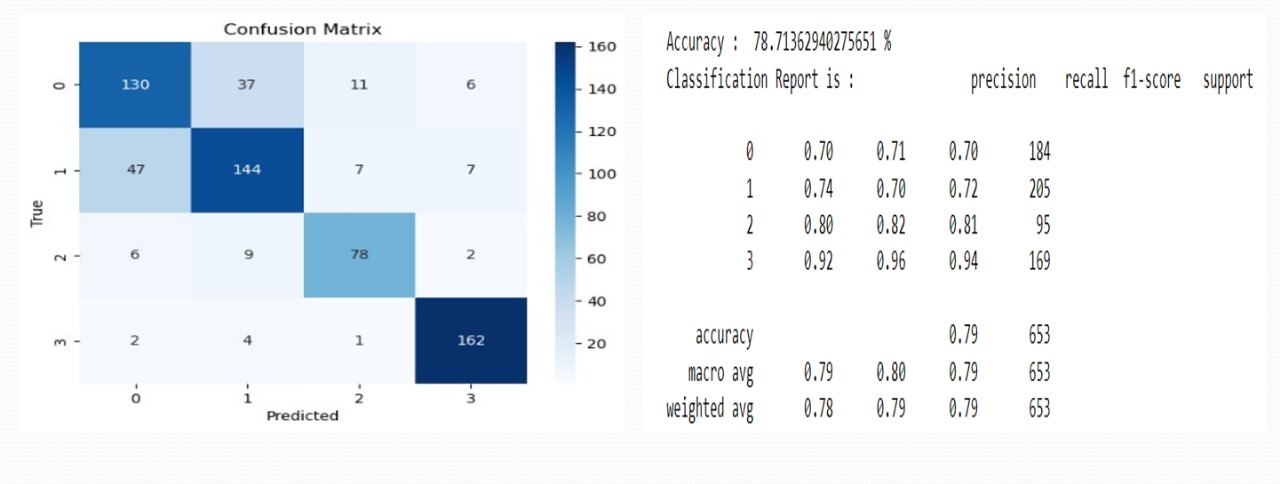 Confusion Matrix
0 130 37 11 6
1 47 144 7 7
2 6 9 78 2
3 2 4 1 162
True
0 1 2 3
Predicted
160
140
120
100
80
60
40
20
Accuracy : 78.71362940275651 %
Classification Report is : precision recall f1-score support
0 0.70 0.71 0.70 184
1 0.74 0.70 0.72 205
2 0.80 0.82 0.81 95
3 0.92 0.96 0.94 169
accuracy 0.79 653
macro avg 0.79 0.80 0.79 653
weighted avg 0.78 0.79 0.79 653